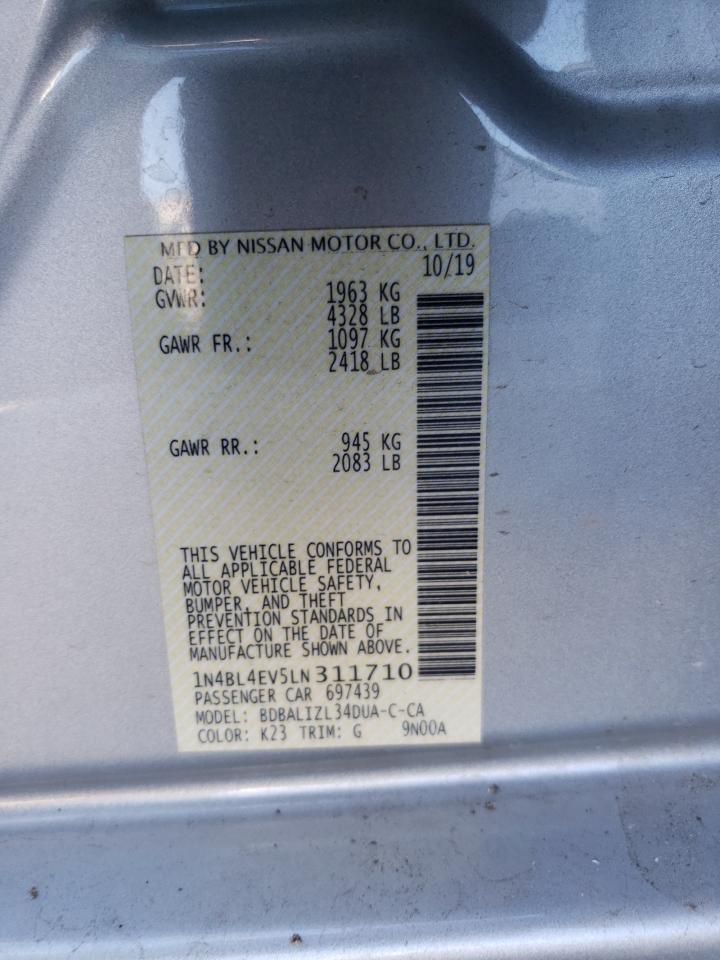 MFD BY NISSAN MOTOR CO., LTD.
DATE: 10/19
GVWR: 1963 KG
4328 LB
GAWR FR.: 1097 KG
2418 LB
GAWR RR.: 945 KG
2083 LB
THIS VEHICLE CONFORMS TO
ALL APPLICABLE FEDERAL
MOTOR VEHICLE SAFETY,
BUMPER, AND THEFT
PREVENTION STANDARDS IN
EFFECT ON THE DATE OF
MANUFACTURE SHOWN ABOVE.
1N4BL4EV5LN311710
PASSENGER CAR 697439
MODEL: BDBALIZL34DUA-C-CA
COLOR: K23 TRIM: G 9N00A